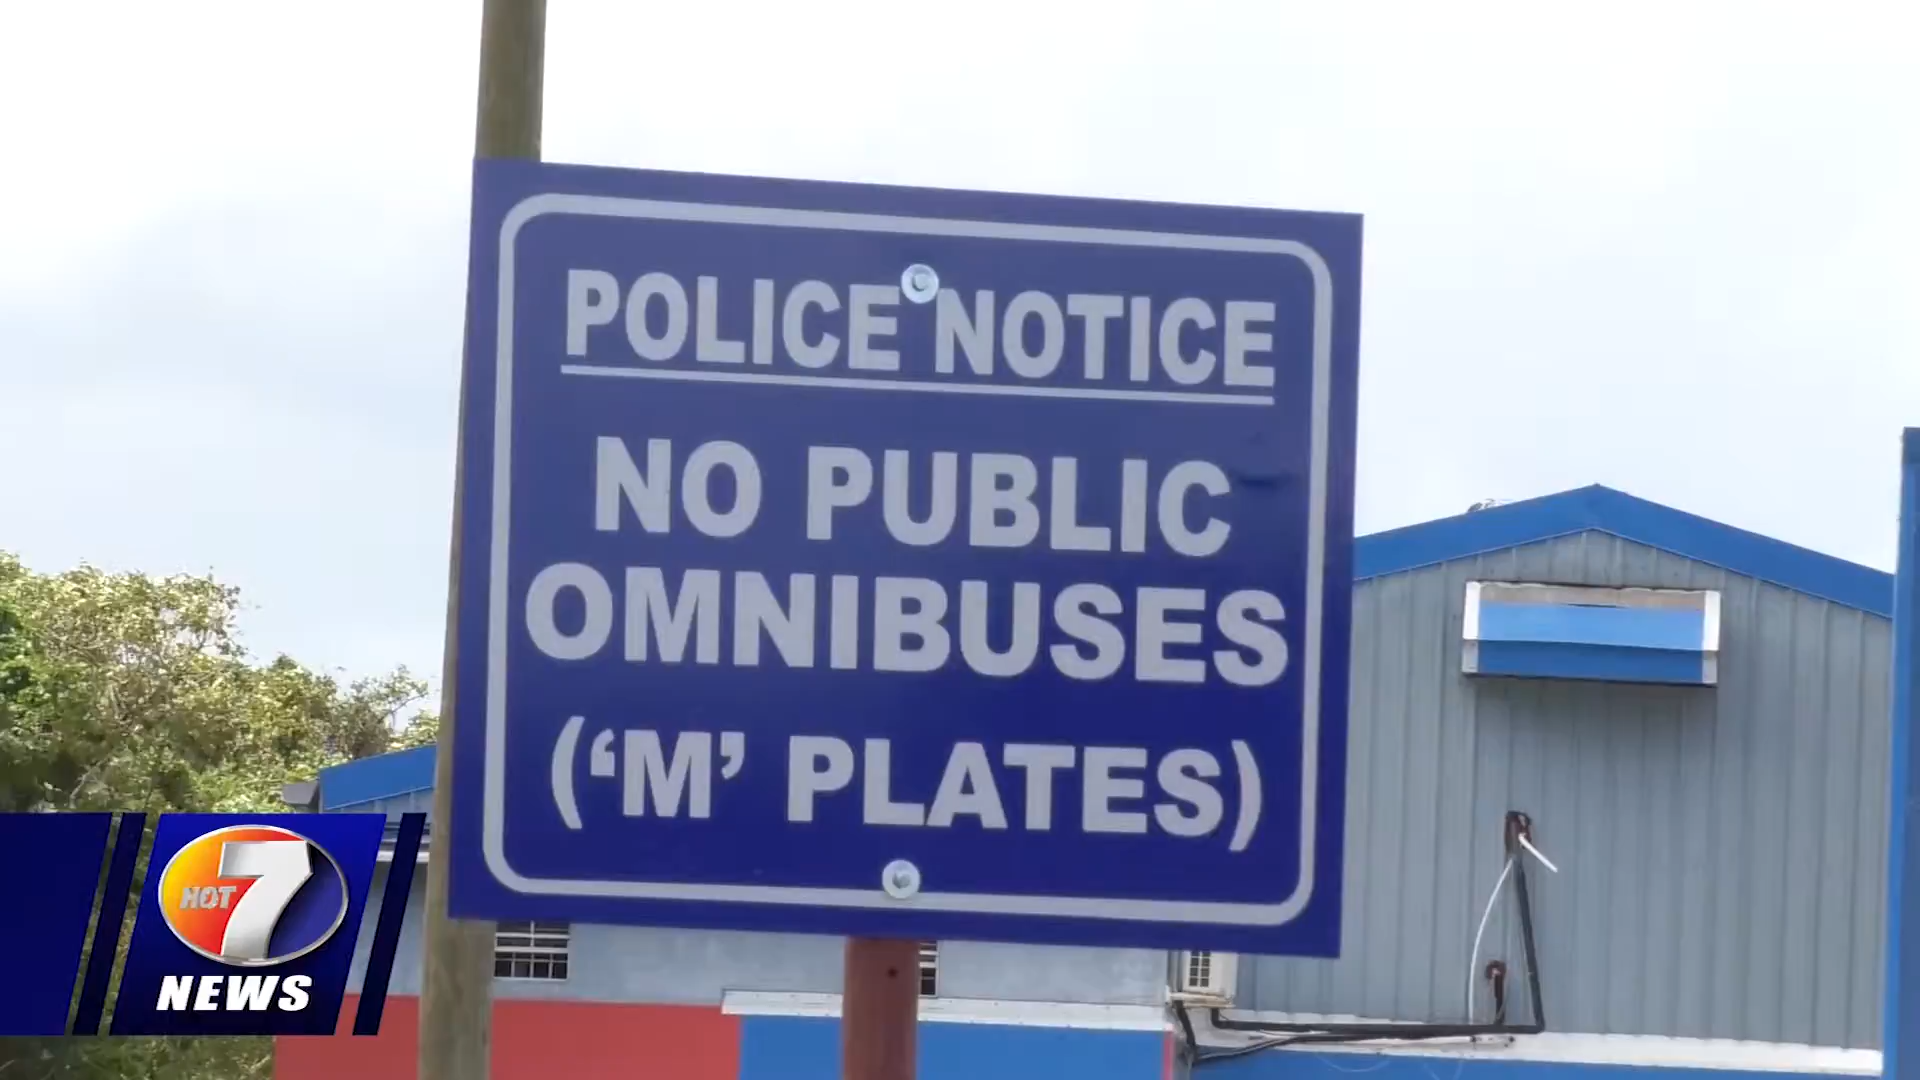 POLICE NOTICE
NO PUBLIC
OMNIBUSES
(‘M’ PLATES)
HOT 7
NEWS